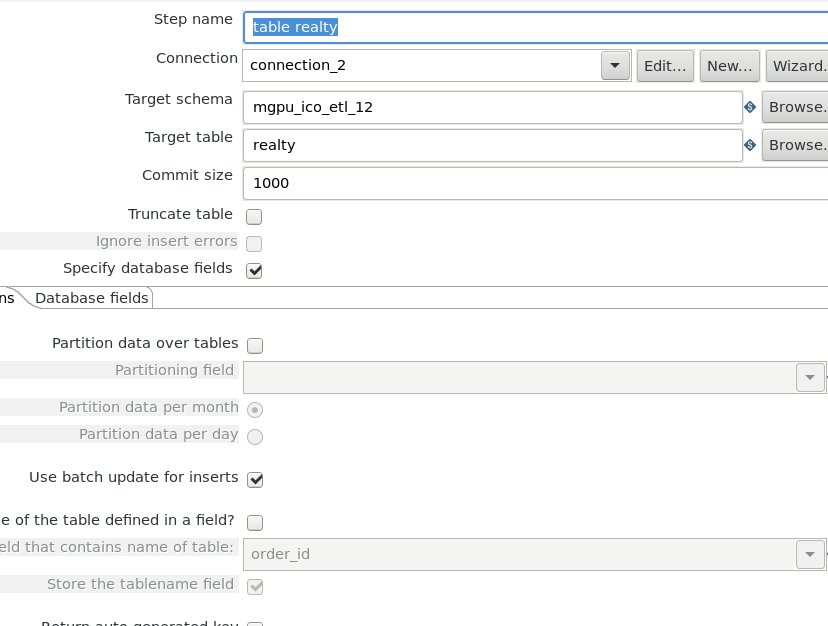 Step name table realty
Connection connection_2 Edit... New... Wizard.
Target schema mgpu_ico_etl_12 Browse.
Target table realty Browse.
Commit size 1000
Truncate table
Ignore insert errors
Specify database fields
ns Database fields
Partition data over tables
Partitioning field
Partition data per month
Partition data per day
Use batch update for inserts
e of the table defined in a field?
eld that contains name of table: order_id
Store the tablename field
Return auto-generated key